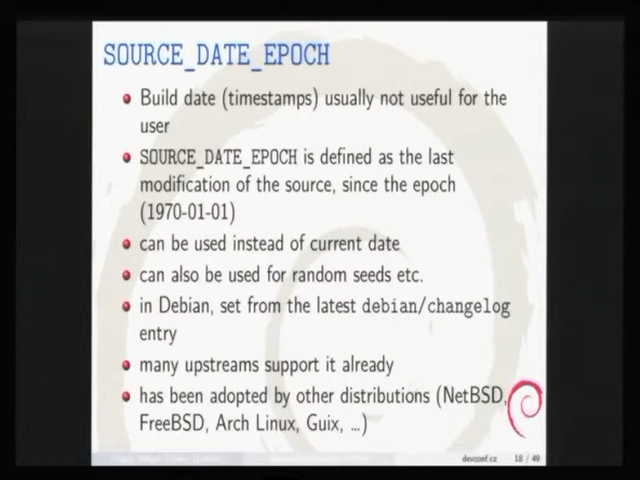 SOURCE_DATE_EPOCH
Build date (timestamps) usually not useful for the
user
SOURCE_DATE_EPOCH is defined as the last
modification of the source, since the epoch
(1970-01-01)
can be used instead of current date
can also be used for random seeds etc.
in Debian, set from the latest debian/changelog
entry
many upstreams support it already
has been adopted by other distributions (NetBSD,
FreeBSD, Arch Linux, Guix, ...)
devconf.cz 18 / 49